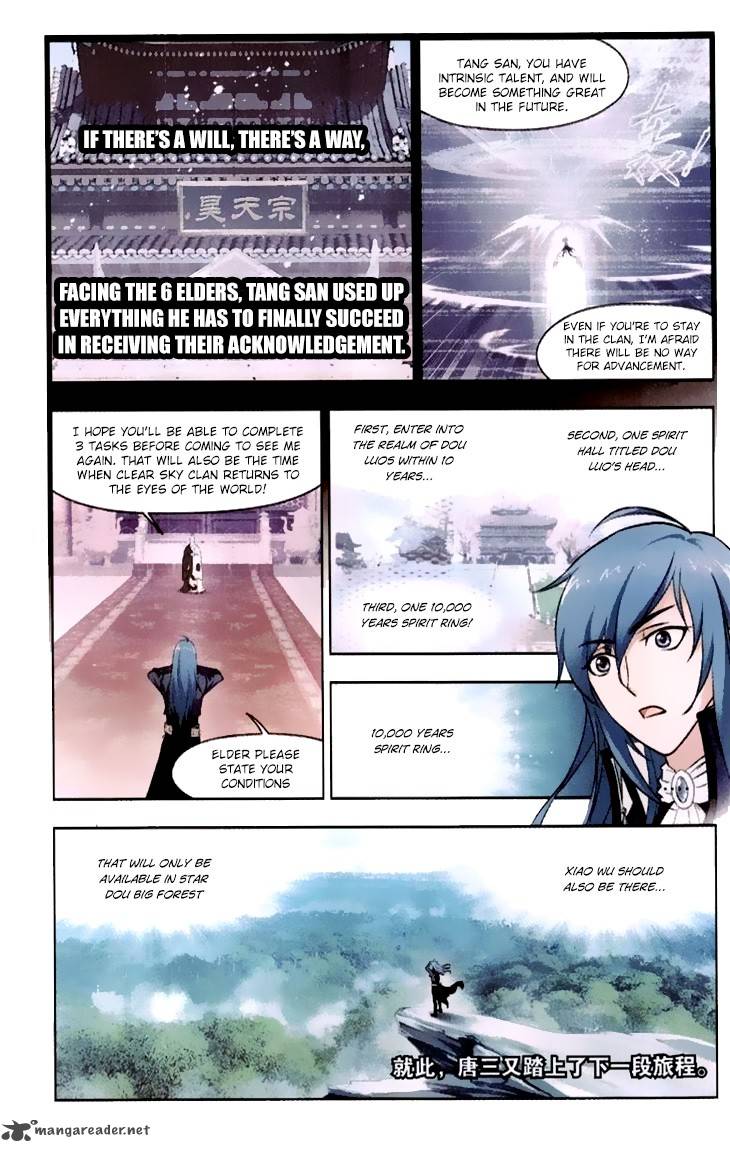 IF THERE'S A WILL, THERE'S A WAY,
昊天宗
FACING THE 6 ELDERS, TANG SAN USED UP
EVERYTHING HE HAS TO FINALLY SUCCEED
IN RECEIVING THEIR ACKNOWLEDGEMENT.
TANG SAN, YOU HAVE
INTRINSIC TALENT, AND WILL
BECOME SOMETHING GREAT
IN THE FUTURE.
EVEN IF YOU'RE TO STAY
IN THE CLAN, I'M AFRAID
THERE WILL BE NO WAY
FOR ADVANCEMENT.
I HOPE YOU'LL BE ABLE TO COMPLETE
3 TASKS BEFORE COMING TO SEE ME
AGAIN. THAT WILL ALSO BE THE TIME
WHEN CLEAR SKY CLAN RETURNS TO
THE EYES OF THE WORLD!
ELDER PLEASE
STATE YOUR
CONDITIONS
FIRST, ENTER INTO
THE REALM OF DOU
LUOS WITHIN 10
YEARS...
SECOND, ONE SPIRIT
HALL TITLED DOU
LUO'S HEAD...
THIRD, ONE 10,000
YEARS SPIRIT RING!
10,000 YEARS
SPIRIT RING...
THAT WILL ONLY BE
AVAILABLE IN STAR
DOU BIG FOREST
XIAO WU SHOULD
ALSO BE THERE...
就此，唐三又踏上了下一段旅程。
mangareader.net